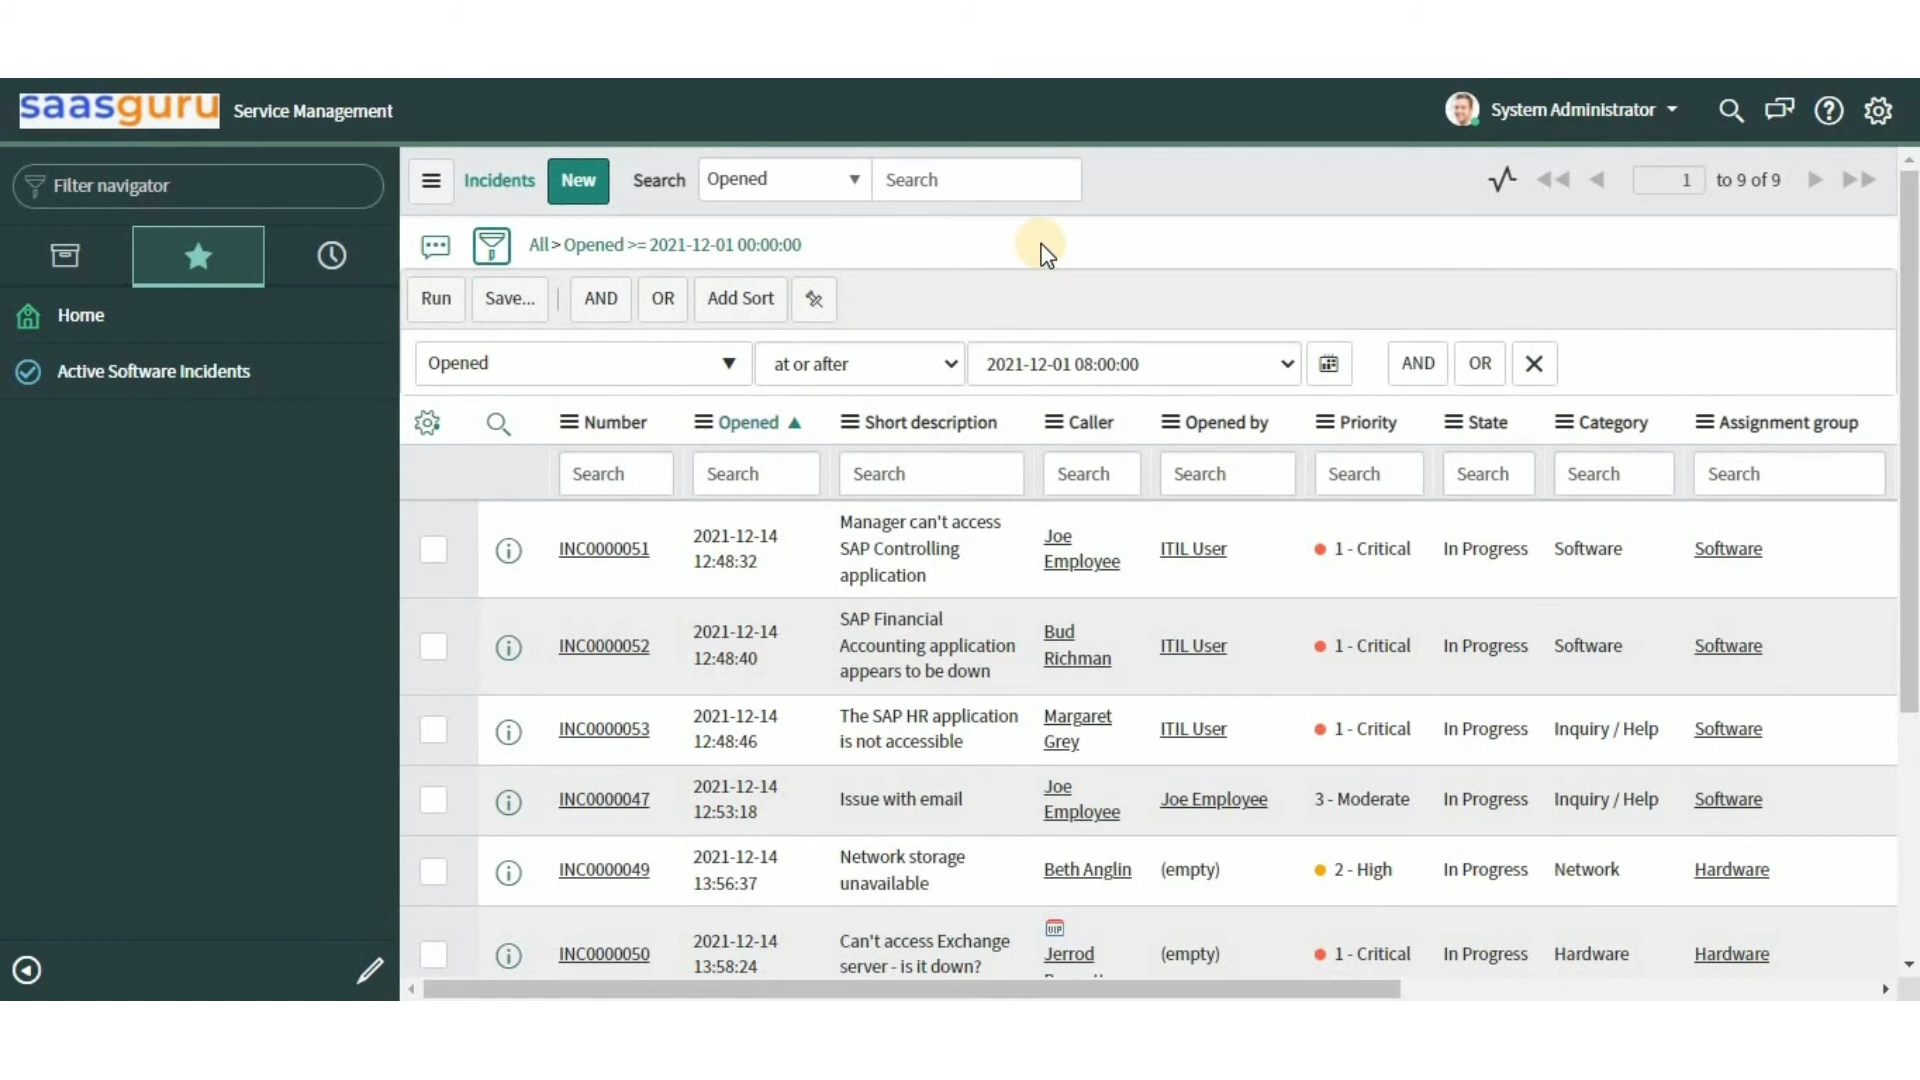 saasguru Service Management
System Administrator
Filter navigator
Home
Active Software Incidents
Incidents New Search Opened Search 1 to 9 of 9
All > Opened >= 2021-12-01 00:00:00
Run Save... AND OR Add Sort
Opened at or after 2021-12-01 08:00:00 AND OR
Number Opened Short description Caller Opened by Priority State Category Assignment group
Search Search Search Search Search Search Search Search Search
INC0000051 2021-12-14 12:48:32 Manager can't access SAP Controlling application Joe Employee ITIL User 1 - Critical In Progress Software Software
INC0000052 2021-12-14 12:48:40 SAP Financial Accounting application appears to be down Bud Richman ITIL User 1 - Critical In Progress Software Software
INC0000053 2021-12-14 12:48:46 The SAP HR application is not accessible Margaret Grey ITIL User 1 - Critical In Progress Inquiry / Help Software
INC0000047 2021-12-14 12:53:18 Issue with email Joe Employee Joe Employee 3 - Moderate In Progress Inquiry / Help Software
INC0000049 2021-12-14 13:56:37 Network storage unavailable Beth Anglin (empty) 2 - High In Progress Network Hardware
INC0000050 2021-12-14 13:58:24 Can't access Exchange server - is it down? VIP Jerrod (empty) 1 - Critical In Progress Hardware Hardware